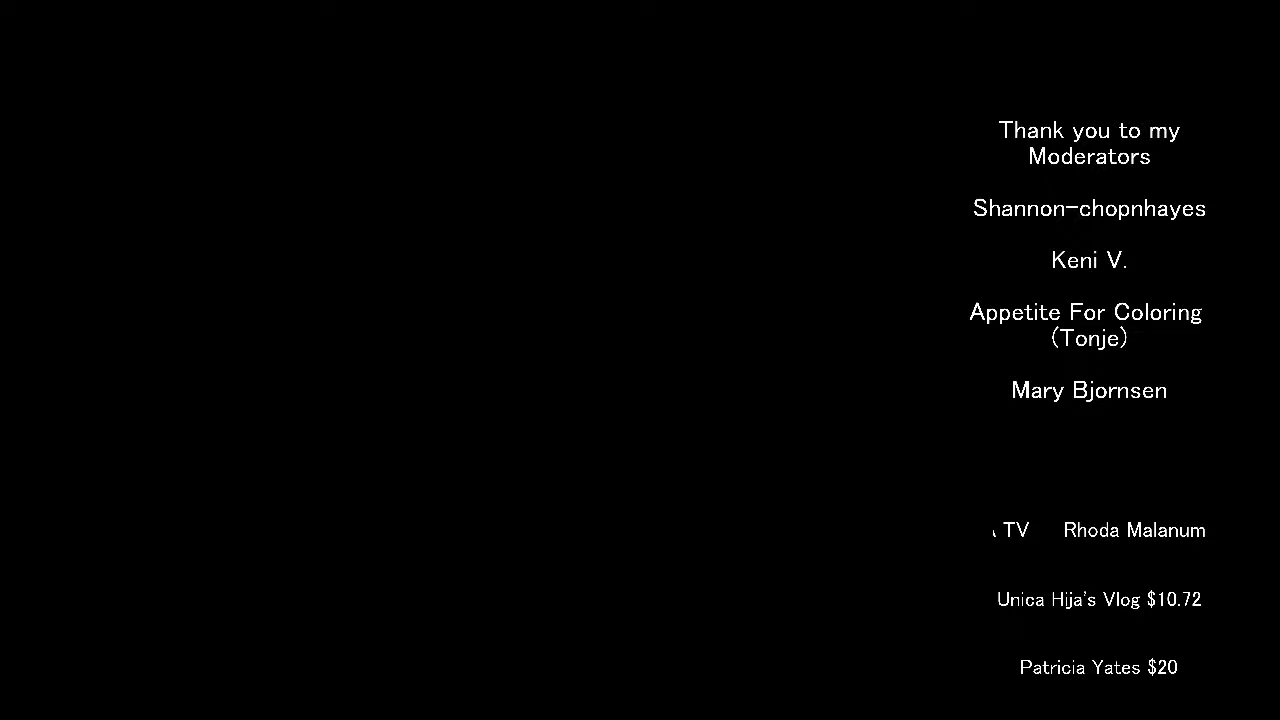 Thank you to my
Moderators
Shannon-chopnhayes
Keni V.
Appetite For Coloring
(Tonje)
Mary Bjornsen
TV Rhoda Malanum
Unica Hija's Vlog $10.72
Patricia Yates $20